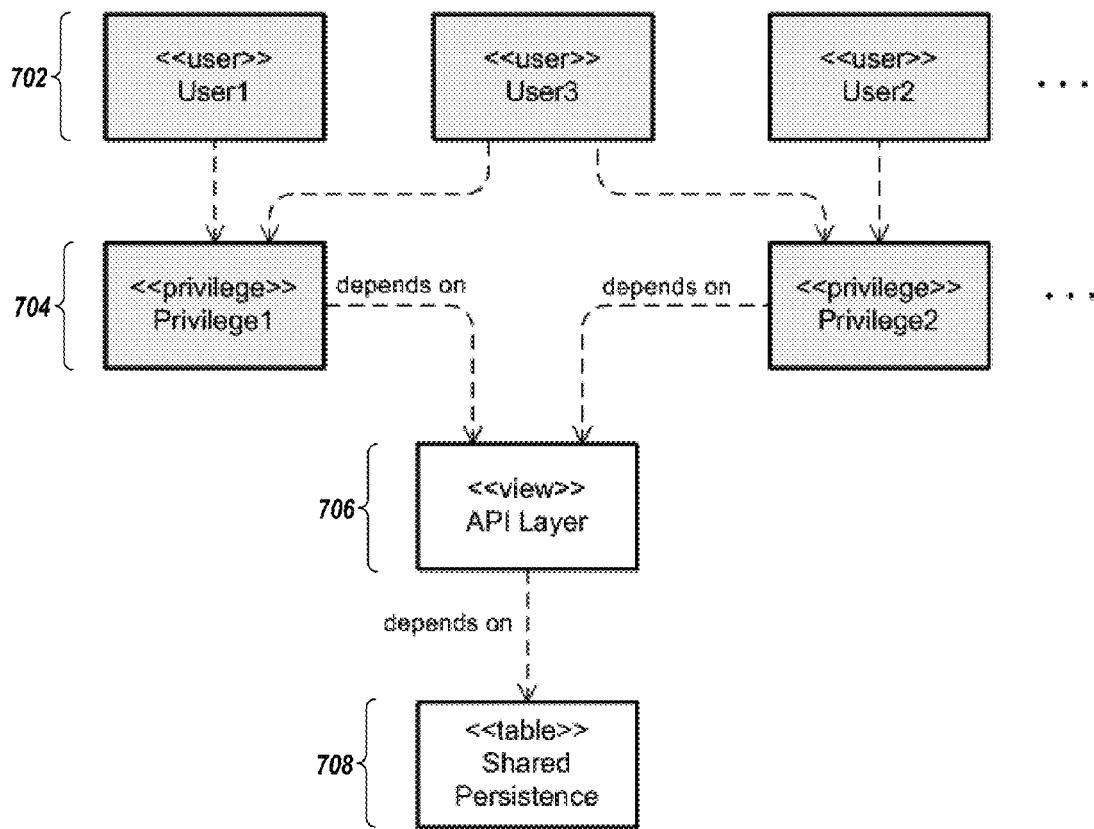 702
<<user>>
User1
<<user>>
User3
<<user>>
User2
. . .
704
<<privilege>>
Privilege1
depends on
depends on
<<privilege>>
Privilege2
. . .
706
<<view>>
API Layer
depends on
708
<<table>>
Shared
Persistence